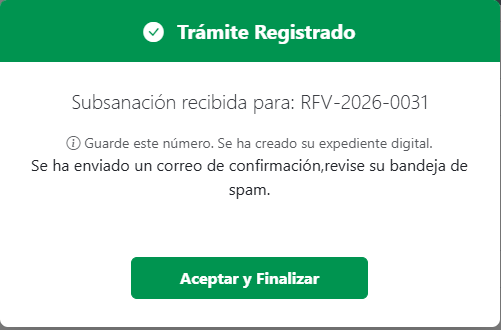 Trámite Registrado
Subsanación recibida para: RFV-2026-0031
Guarde este número. Se ha creado su expediente digital.
Se ha enviado un correo de confirmación,revise su bandeja de
spam.
Aceptar y Finalizar